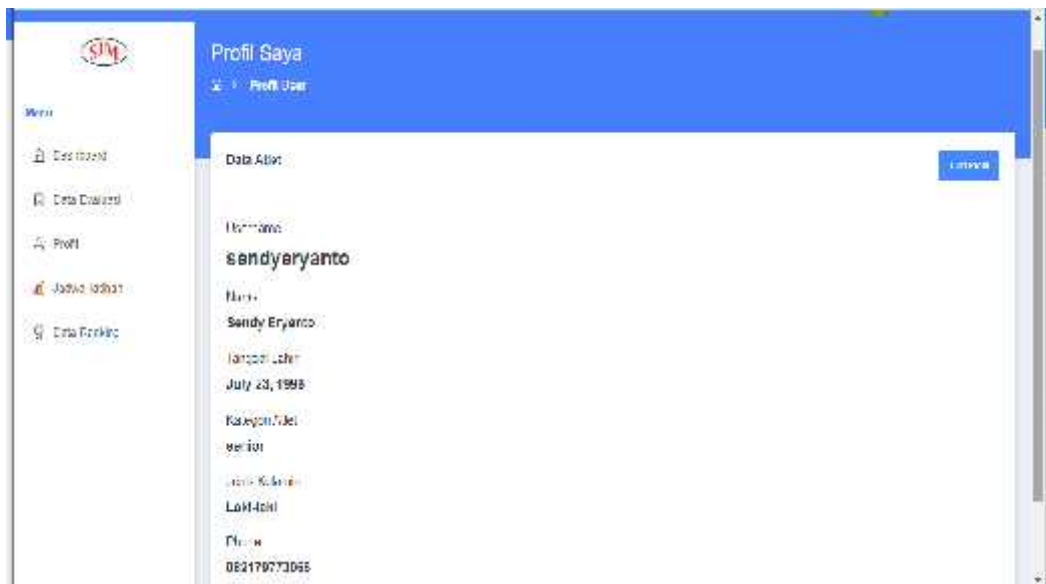 SJM
Profil Saya
Profil User
Menu
Dashboard
Data Evaluasi
Profil
Jadwal latihan
Data Ranking
Data Atlet
Username
sendyeryanto
Nama
Sendy Eryanto
Tanggal Lahir
July 23, 1998
Kategori Atlet
senior
Jenis Kelamin
Laki-laki
Phone